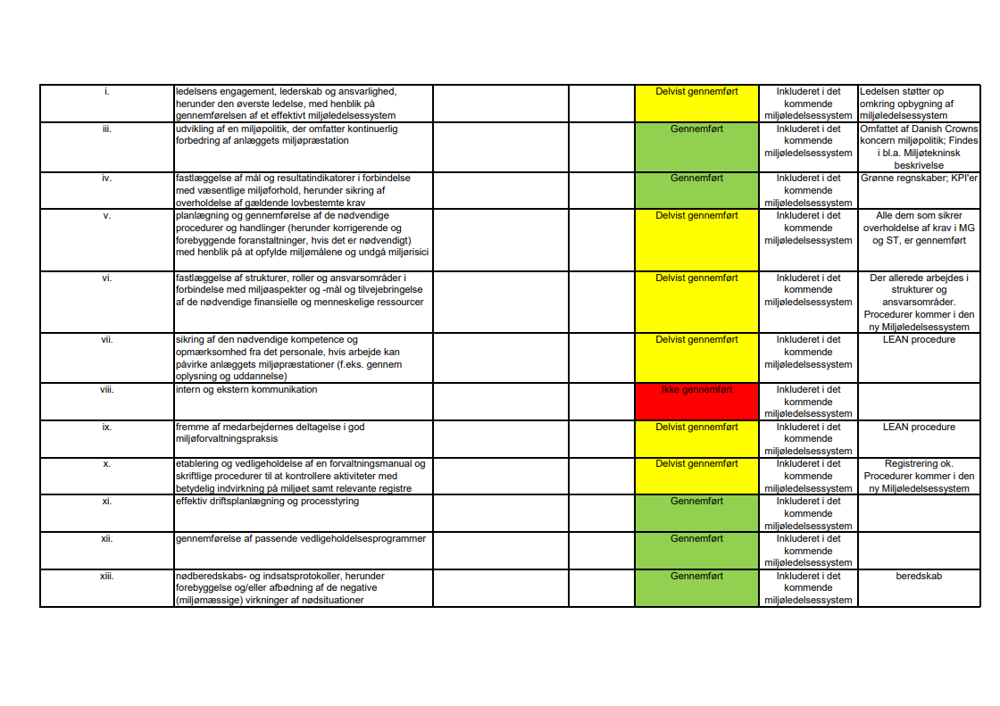 i.
ledelsens engagement, lederskab og ansvarlighed,
herunder den øverste ledelse, med henblik på
gennemførelsen af et effektivt miljøledelsessystem
Delvist gennemført
Inkluderet i det
kommende
miljøledelsessystem
Ledelsen støtter op
omkring opbygning af
miljøledelsessystem
iii.
udvikling af en miljøpolitik, der omfatter kontinuerlig
forbedring af anlæggets miljøpræstation
Gennemført
Inkluderet i det
kommende
miljøledelsessystem
Omfattet af Danish Crowns
koncern miljøpolitik; Findes
i bl.a. Miljøtekninsk
beskrivelse
iv.
fastlæggelse af mål og resultatindikatorer i forbindelse
med væsentlige miljøforhold, herunder sikring af
overholdelse af gældende lovbestemte krav
Gennemført
Inkluderet i det
kommende
miljøledelsessystem
Grønne regnskaber; KPI'er
v.
planlægning og gennemførelse af de nødvendige
procedurer og handlinger (herunder korrigerende og
forebyggende foranstaltninger, hvis det er nødvendigt)
med henblik på at opfylde miljømålene og undgå miljørisici
Delvist gennemført
Inkluderet i det
kommende
miljøledelsessystem
Alle dem som sikrer
overholdelse af krav i MG
og ST, er gennemført
vi.
fastlæggelse af strukturer, roller og ansvarsområder i
forbindelse med miljøaspekter og -mål og tilvejebringelse
af de nødvendige finansielle og menneskelige ressourcer
Delvist gennemført
Inkluderet i det
kommende
miljøledelsessystem
Der allerede arbejdes i
strukturer og
ansvarsområder.
Procedurer kommer i den
ny Miljøledelsessystem
vii.
sikring af den nødvendige kompetence og
opmærksomhed fra det personale, hvis arbejde kan
påvirke anlæggets miljøpræstationer (f.eks. gennem
oplysning og uddannelse)
Delvist gennemført
Inkluderet i det
kommende
miljøledelsessystem
LEAN procedure
viii.
intern og ekstern kommunikation
Ikke gennemført
Inkluderet i det
kommende
miljøledelsessystem
ix.
fremme af medarbejdernes deltagelse i god
miljøforvaltningspraksis
Delvist gennemført
Inkluderet i det
kommende
miljøledelsessystem
LEAN procedure
x.
etablering og vedligeholdelse af en forvaltningsmanual og
skriftlige procedurer til at kontrollere aktiviteter med
betydelig indvirkning på miljøet samt relevante registre
Delvist gennemført
Inkluderet i det
kommende
miljøledelsessystem
Registrering ok.
Procedurer kommer i den
ny Miljøledelsessystem
xi.
effektiv driftsplanlægning og processtyring
Gennemført
Inkluderet i det
kommende
miljøledelsessystem
xii.
gennemførelse af passende vedligeholdelsesprogrammer
Gennemført
Inkluderet i det
kommende
miljøledelsessystem
xiii.
nødberedskabs- og indsatsprotokoller, herunder
forebyggelse og/eller afbødning af de negative
(miljømæssige) virkninger af nødsituationer
Gennemført
Inkluderet i det
kommende
miljøledelsessystem
beredskab